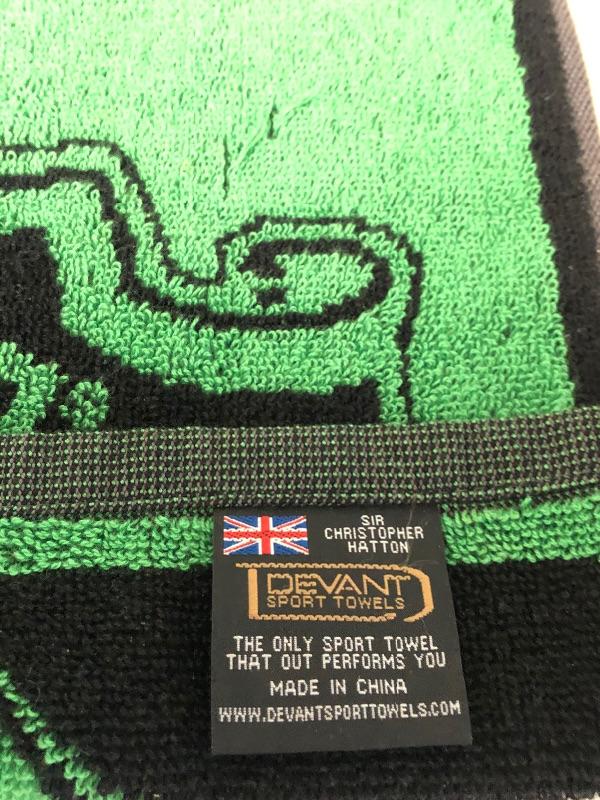 SIR
CHRISTOPHER
HATTON
DEVANT
SPORT TOWELS
THE ONLY SPORT TOWEL
THAT OUT PERFORMS YOU
MADE IN CHINA
WWW.DEVANTSPORTTOWELS.COM